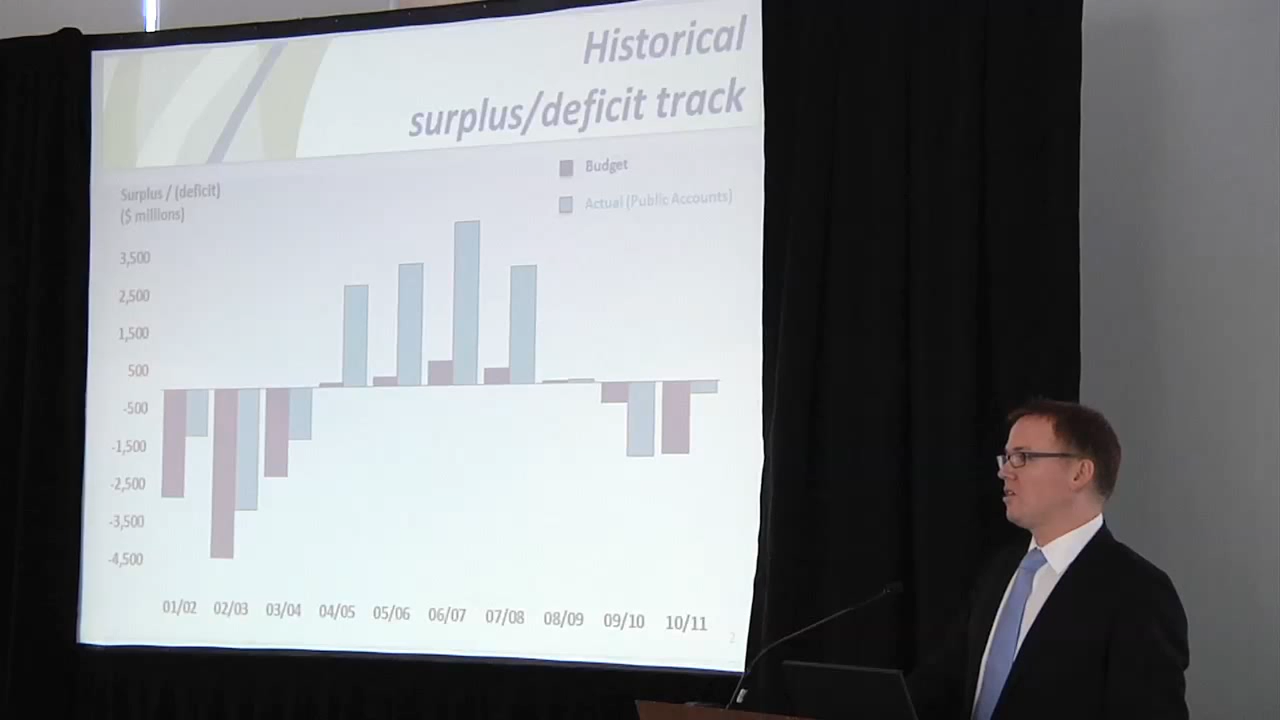 Historical
surplus/deficit track
Budget
Actual (Public Accounts)
Surplus / (deficit)
($ millions)
3,500
2,500
1,500
500
-500
-1,500
-2,500
-3,500
-4,500
01/02 02/03 03/04 04/05 05/06 06/07 07/08 08/09 09/10 10/11
2